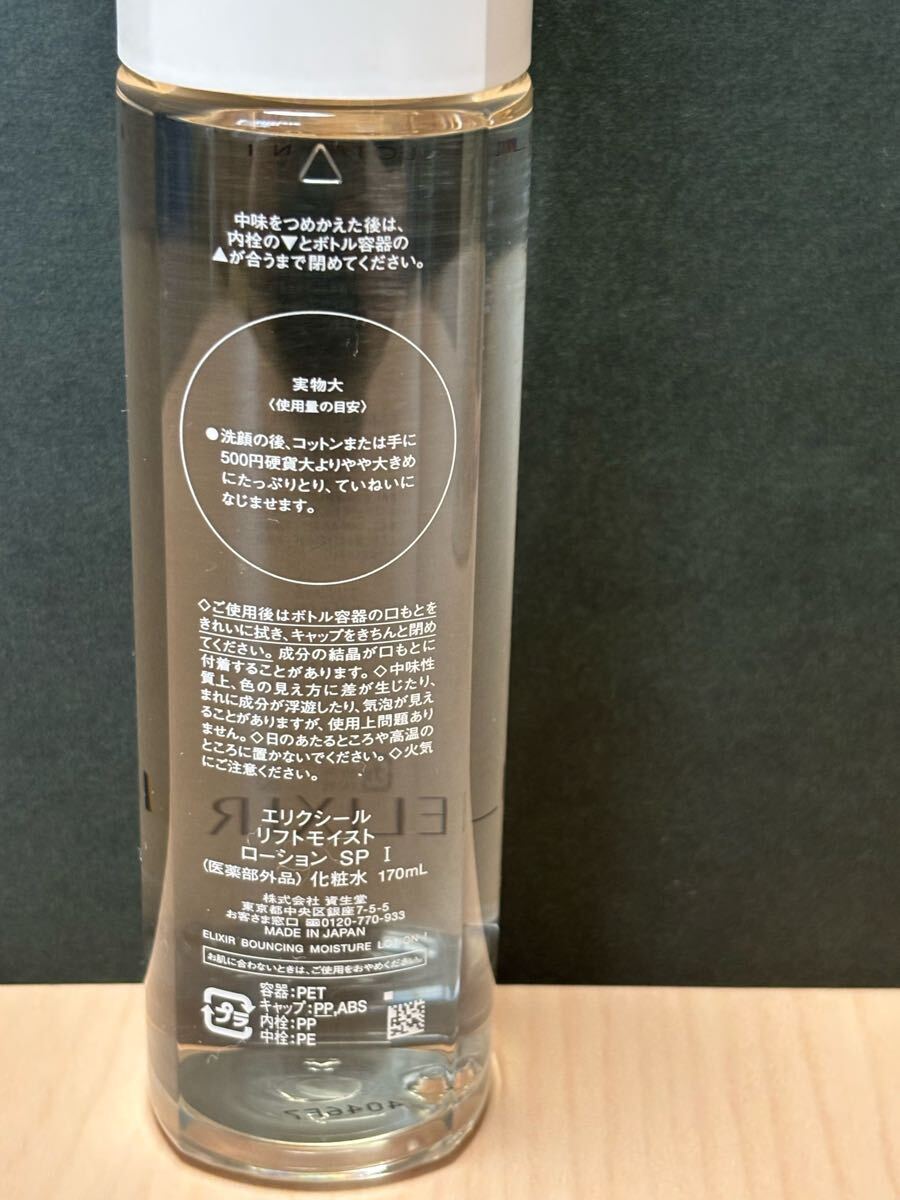 中味をつめかえた後は、
内栓の▼とボトル容器の
▲が合うまで閉めてください。
実物大
〈使用量の目安〉
●洗顔の後、コットンまたは手に
500円硬貨大よりやや大きめ
にたっぷりとり、ていねいに
なじませます。
◇ご使用後はボトル容器の口もとを
きれいに拭き、キャップをきちんと閉め
てください。成分の結晶が口もとに
付着することがあります。◇中味性
質上、色の見え方に差が生じたり、
まれに成分が浮遊したり、気泡が見え
ることがありますが、使用上問題あり
ません。◇日のあたるところや高温の
ところに置かないでください。◇火気
にご注意ください。
ELIXIR
エリクシール
リフトモイスト
ローション SP Ⅰ
(医薬部外品) 化粧水 170mL
株式会社 資生堂
東京都中央区銀座7-5-5
お客さま窓口 0120-770-933
MADE IN JAPAN
ELIXIR BOUNCING MOISTURE LOTION Ⅰ
お肌に合わないときは、ご使用をおやめください。
プラ
容器:PET
キャップ:PP,ABS
内栓:PP
中栓:PE